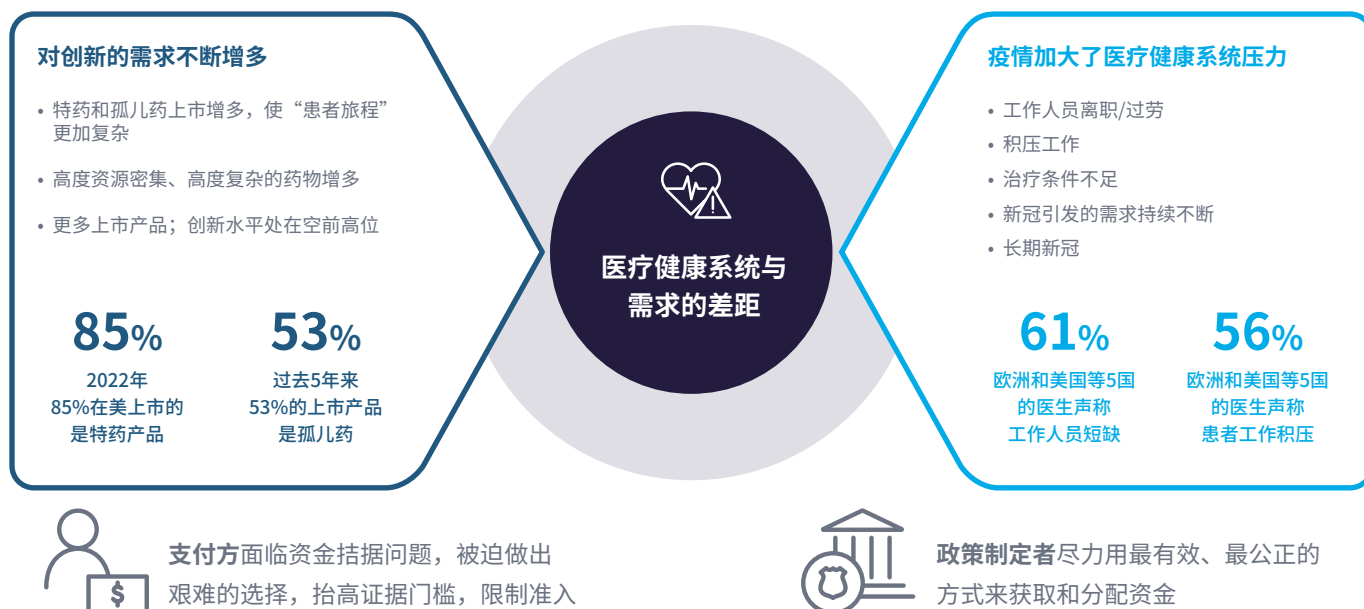 对创新的需求不断增多
• 特药和孤儿药上市增多，使“患者旅程”
更加复杂
• 高度资源密集、高度复杂的药物增多
• 更多上市产品；创新水平处在空前高位
85%
2022年
85%在美上市的
是特药产品
53%
过去5年来
53%的上市产品
是孤儿药
医疗健康系统与
需求的差距
疫情加大了医疗健康系统压力
• 工作人员离职/过劳
• 积压工作
• 治疗条件不足
• 新冠引发的需求持续不断
• 长期新冠
61%
欧洲和美国等5国
的医生声称
工作人员短缺
56%
欧洲和美国等5国
的医生声称
患者工作积压
$
支付方面临资金拮据问题，被迫做出
艰难的选择，抬高证据门槛，限制准入
政策制定者尽力用最有效、最公正的
方式来获取和分配资金